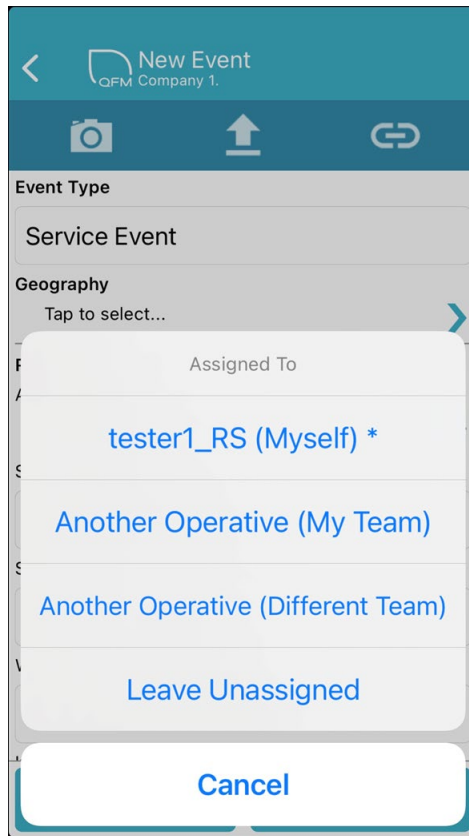 New Event
QFM Company 1.
Event Type
Service Event
Geography
Tap to select...
Assigned To
tester1_RS (Myself) *
Another Operative (My Team)
Another Operative (Different Team)
Leave Unassigned
Cancel